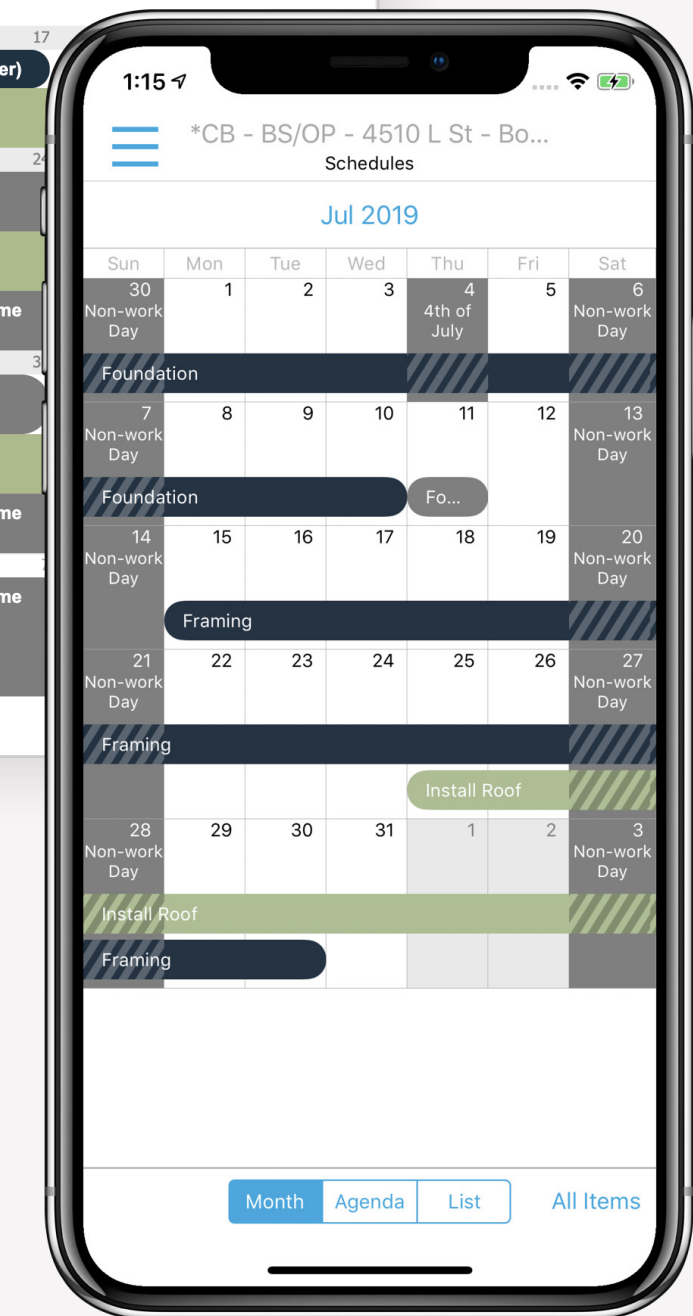 17
er)
24
me
3
me
7
me
1:15
*CB - BS/OP - 4510 L St - Bo...
Schedules
Jul 2019
Sun Mon Tue Wed Thu Fri Sat
30 1 2 3 4 5 6
Non-work Day
4th of July
Non-work Day
Foundation
7 8 9 10 11 12 13
Non-work Day
Non-work Day
Foundation
Fo...
14 15 16 17 18 19 20
Non-work Day
Non-work Day
Framing
21 22 23 24 25 26 27
Non-work Day
Non-work Day
Framing
Install Roof
28 29 30 31 1 2 3
Non-work Day
Non-work Day
Install Roof
Framing
Month Agenda List All Items